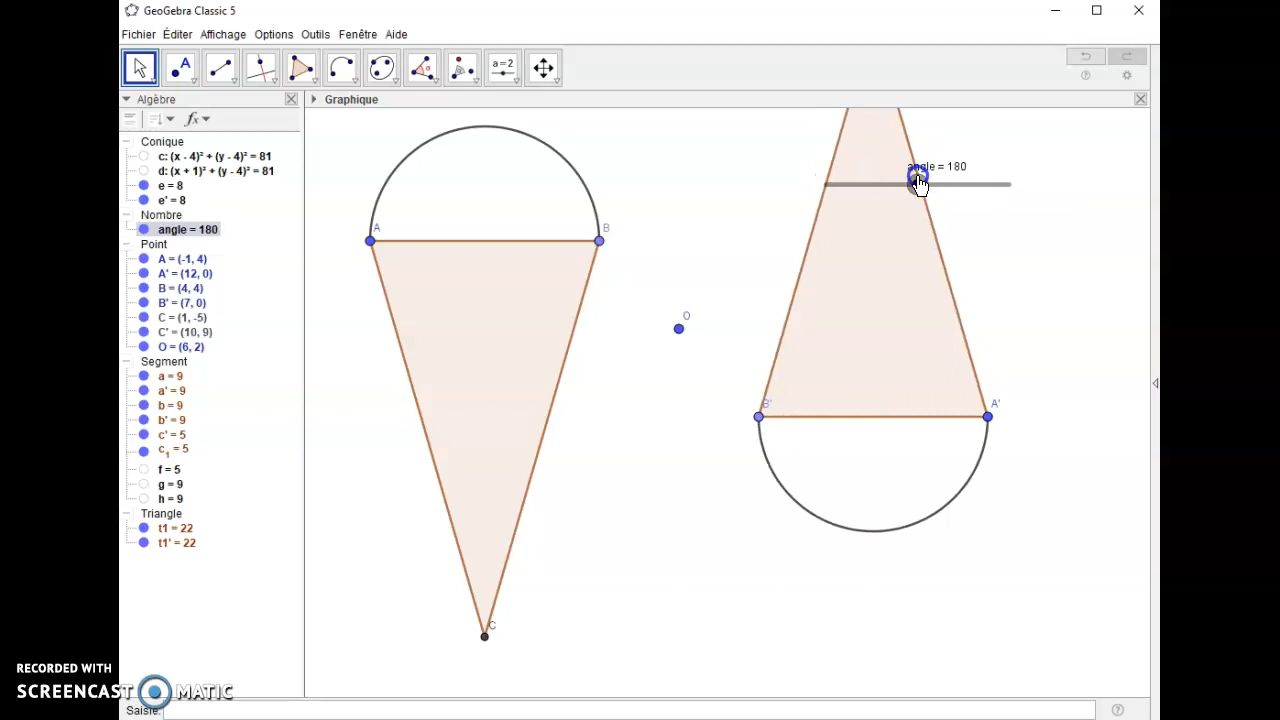 GeoGebra Classic 5
Fichier Éditer Affichage Options Outils Fenêtre Aide
A
a=2
Algèbre
Graphique
fx
Conique
c: (x - 4)² + (y - 4)² = 81
d: (x + 1)² + (y - 4)² = 81
e = 8
e' = 8
Nombre
angle = 180
Point
A = (-1, 4)
A' = (12, 0)
B = (4, 4)
B' = (7, 0)
C = (1, -5)
C' = (10, 9)
O = (6, 2)
Segment
a = 9
a' = 9
b = 9
b' = 9
c' = 5
c₁ = 5
f = 5
g = 9
h = 9
Triangle
t1 = 22
t1' = 22
angle = 180
A
B
O
B'
A'
C
RECORDED WITH
SCREENCAST MATIC
Saisie: